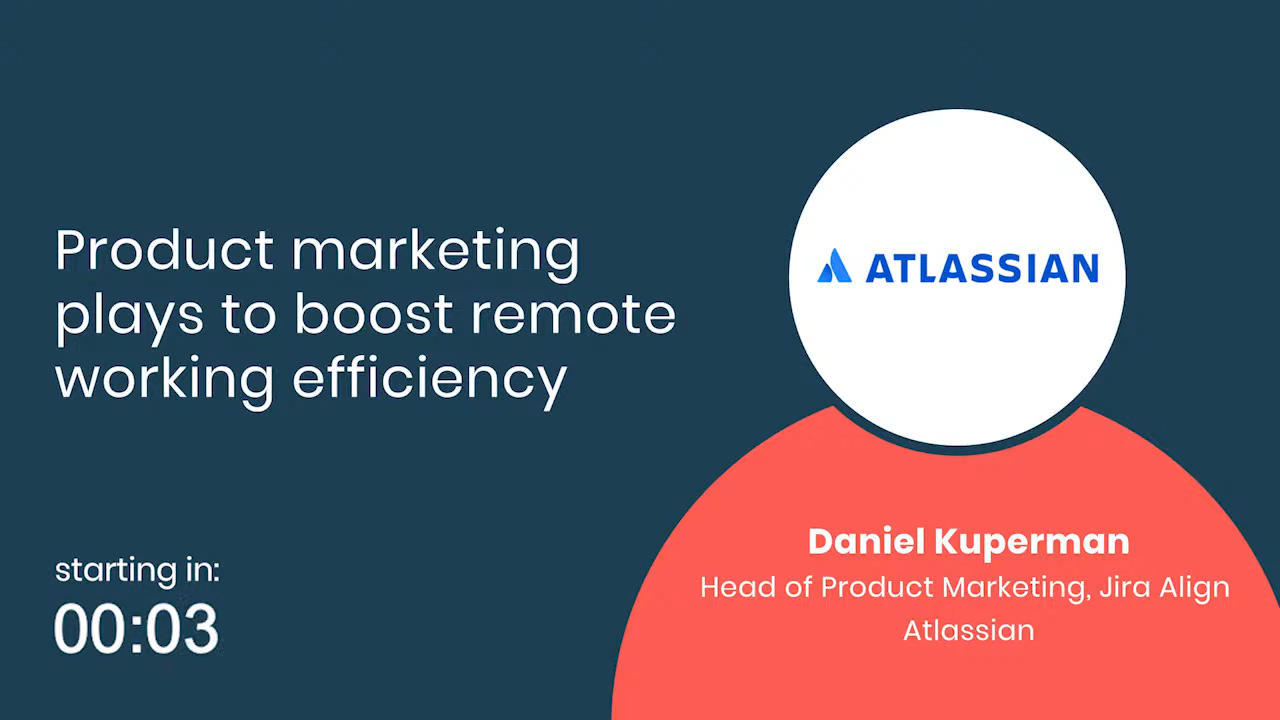 Product marketing
plays to boost remote
working efficiency
starting in:
00:03
ATLASSIAN
Daniel Kuperman
Head of Product Marketing, Jira Align
Atlassian